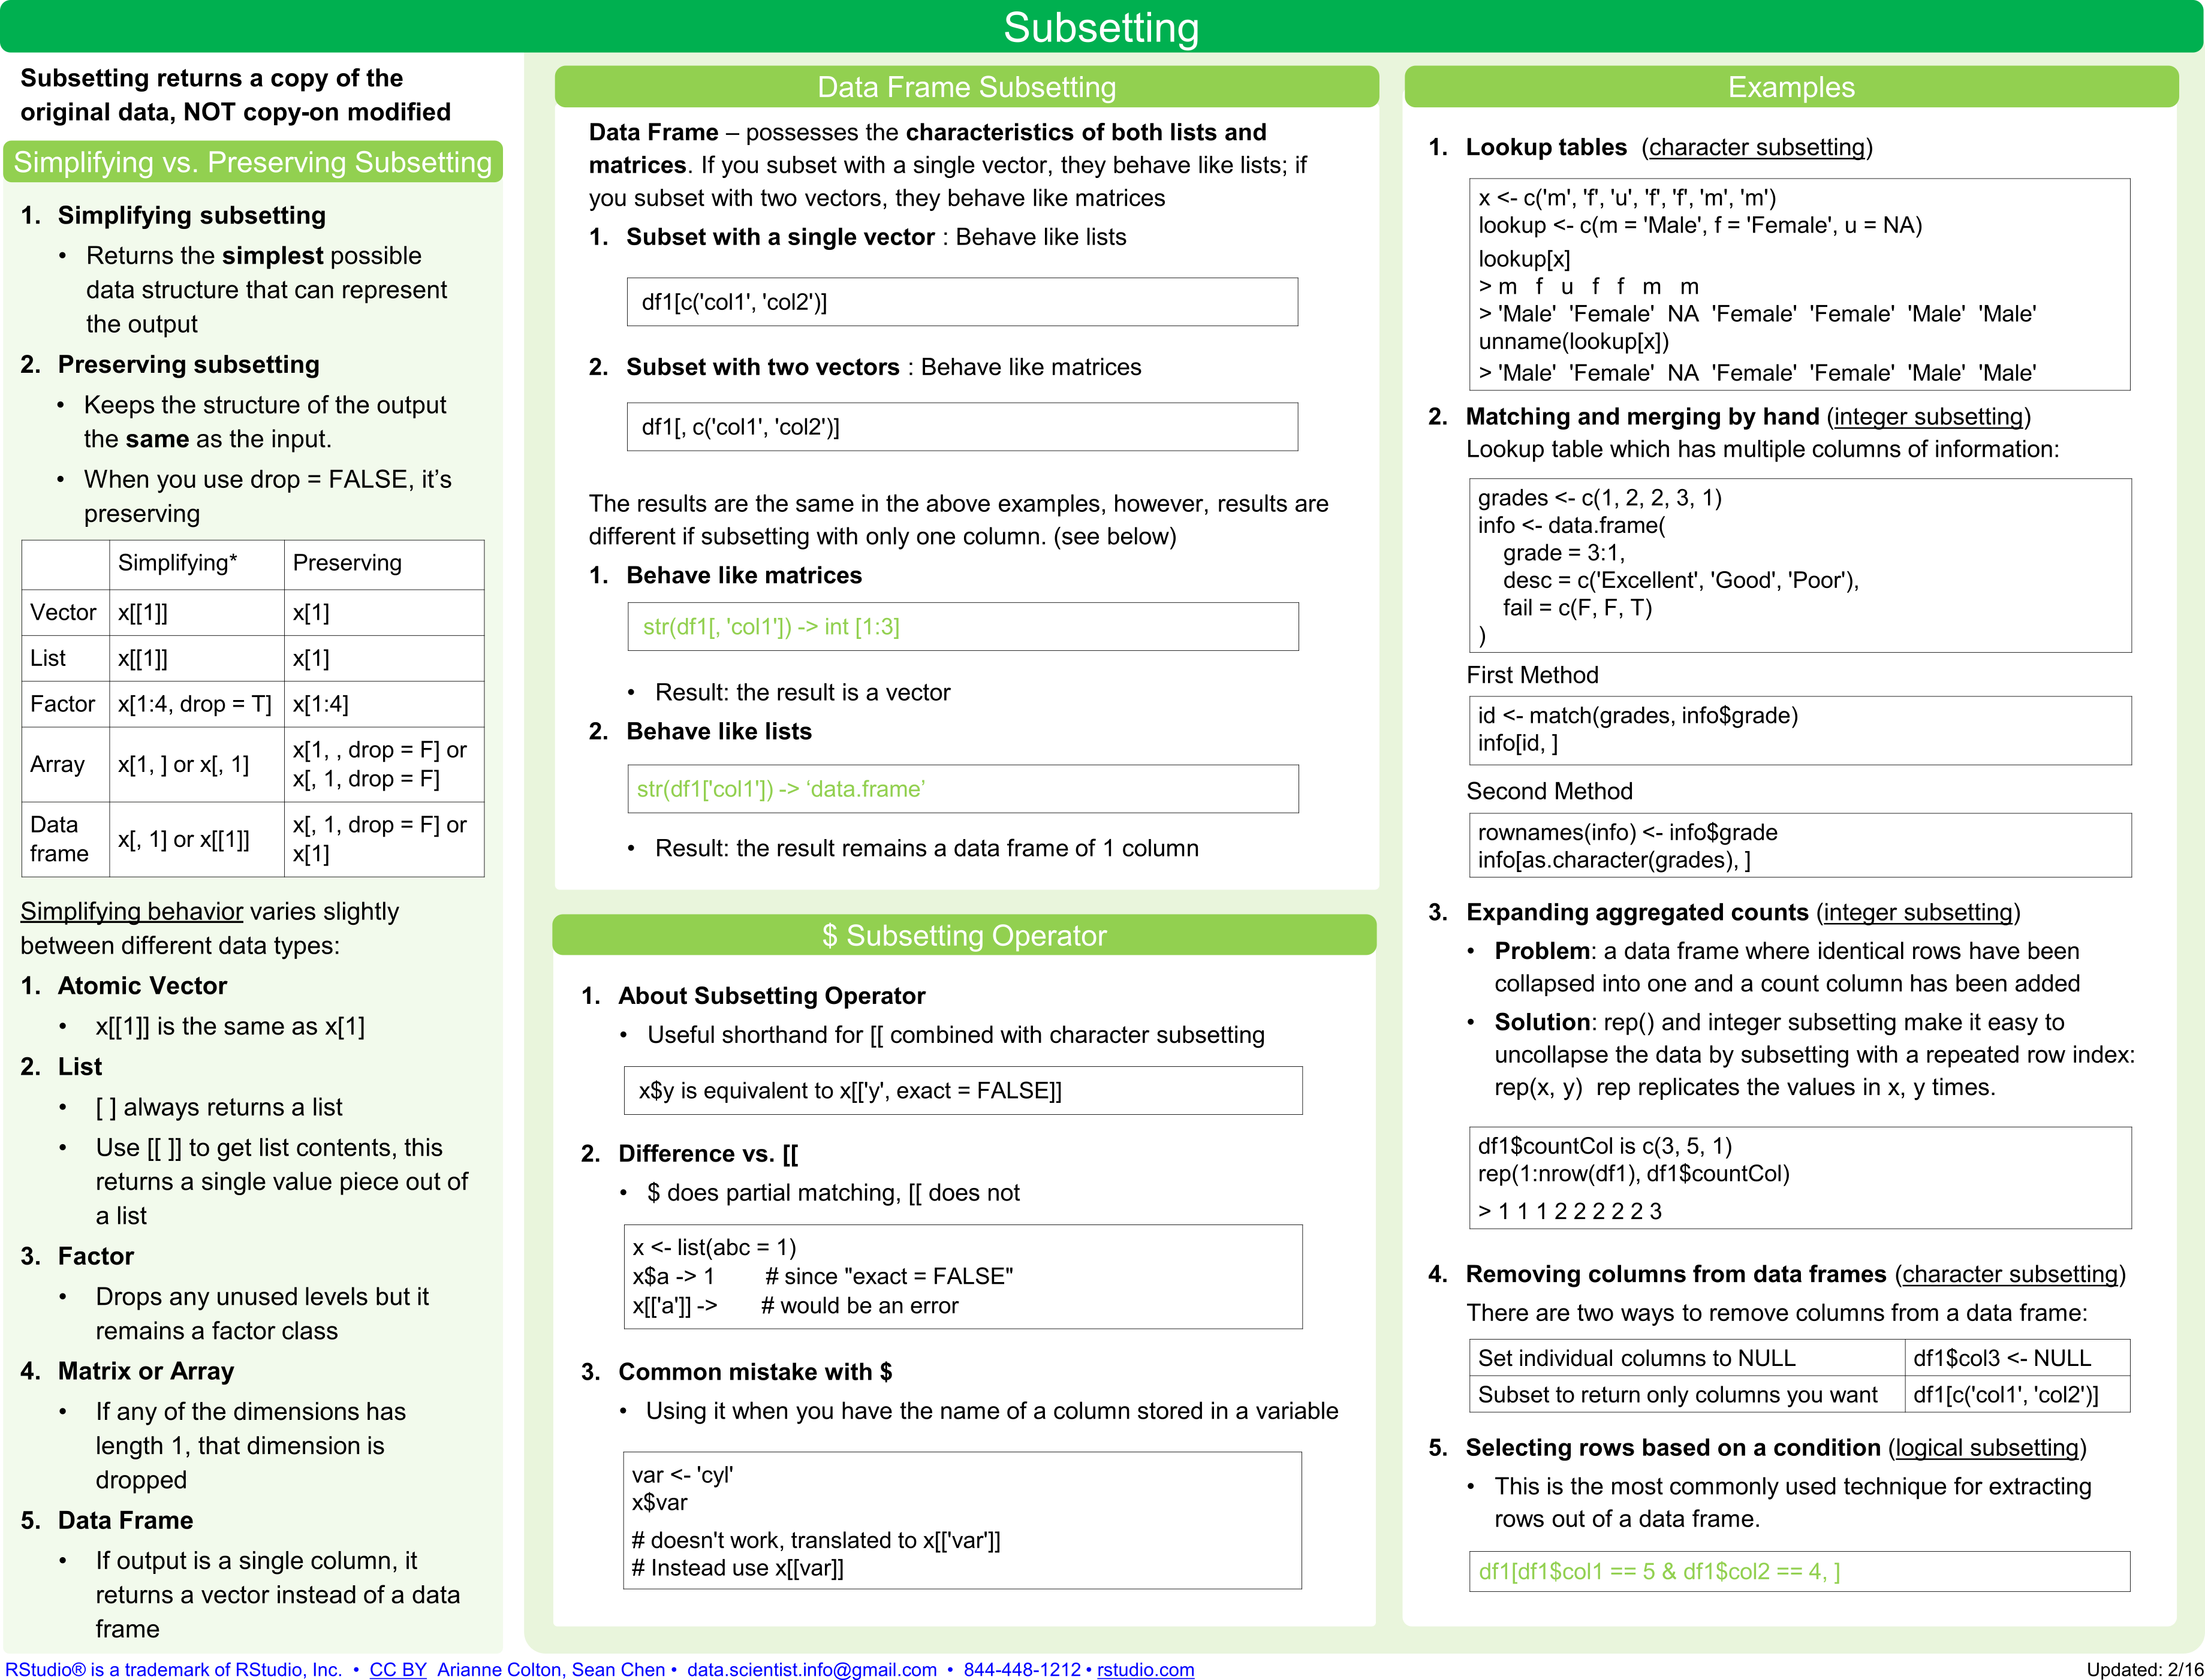 Subsetting
Subsetting returns a copy of the
original data, NOT copy-on modified
Simplifying vs. Preserving Subsetting
1. Simplifying subsetting
• Returns the simplest possible
data structure that can represent
the output
2. Preserving subsetting
• Keeps the structure of the output
the same as the input.
• When you use drop = FALSE, it’s
preserving
Simplifying* Preserving
Vector x[[1]] x[1]
List x[[1]] x[1]
Factor x[1:4, drop = T] x[1:4]
Array x[1, ] or x[, 1] x[1, , drop = F] or
x[, 1, drop = F]
Data
frame x[, 1] or x[[1]] x[, 1, drop = F] or
x[1]
Simplifying behavior varies slightly
between different data types:
1. Atomic Vector
• x[[1]] is the same as x[1]
2. List
• [ ] always returns a list
• Use [[ ]] to get list contents, this
returns a single value piece out of
a list
3. Factor
• Drops any unused levels but it
remains a factor class
4. Matrix or Array
• If any of the dimensions has
length 1, that dimension is
dropped
5. Data Frame
• If output is a single column, it
returns a vector instead of a data
frame
Data Frame Subsetting
Data Frame – possesses the characteristics of both lists and
matrices. If you subset with a single vector, they behave like lists; if
you subset with two vectors, they behave like matrices
1. Subset with a single vector : Behave like lists
df1[c('col1', 'col2')]
2. Subset with two vectors : Behave like matrices
df1[, c('col1', 'col2')]
The results are the same in the above examples, however, results are
different if subsetting with only one column. (see below)
1. Behave like matrices
str(df1[, 'col1']) -> int [1:3]
• Result: the result is a vector
2. Behave like lists
str(df1['col1']) -> ‘data.frame’
• Result: the result remains a data frame of 1 column
$ Subsetting Operator
1. About Subsetting Operator
• Useful shorthand for [[ combined with character subsetting
x$y is equivalent to x[['y', exact = FALSE]]
2. Difference vs. [[
• $ does partial matching, [[ does not
x <- list(abc = 1)
x$a -> 1 # since "exact = FALSE"
x[['a']] -> # would be an error
3. Common mistake with $
• Using it when you have the name of a column stored in a variable
var <- 'cyl'
x$var
# doesn't work, translated to x[['var']]
# Instead use x[[var]]
Examples
1. Lookup tables (character subsetting)
x <- c('m', 'f', 'u', 'f', 'f', 'm', 'm')
lookup <- c(m = 'Male', f = 'Female', u = NA)
lookup[x]
> m f u f f m m
> 'Male' 'Female' NA 'Female' 'Female' 'Male' 'Male'
unname(lookup[x])
> 'Male' 'Female' NA 'Female' 'Female' 'Male' 'Male'
2. Matching and merging by hand (integer subsetting)
Lookup table which has multiple columns of information:
grades <- c(1, 2, 2, 3, 1)
info <- data.frame(
grade = 3:1,
desc = c('Excellent', 'Good', 'Poor'),
fail = c(F, F, T)
)
First Method
id <- match(grades, info$grade)
info[id, ]
Second Method
rownames(info) <- info$grade
info[as.character(grades), ]
3. Expanding aggregated counts (integer subsetting)
• Problem: a data frame where identical rows have been
collapsed into one and a count column has been added
• Solution: rep() and integer subsetting make it easy to
uncollapse the data by subsetting with a repeated row index:
rep(x, y) rep replicates the values in x, y times.
df1$countCol is c(3, 5, 1)
rep(1:nrow(df1), df1$countCol)
> 1 1 1 2 2 2 2 2 3
4. Removing columns from data frames (character subsetting)
There are two ways to remove columns from a data frame:
Set individual columns to NULL df1$col3 <- NULL
Subset to return only columns you want df1[c('col1', 'col2')]
5. Selecting rows based on a condition (logical subsetting)
• This is the most commonly used technique for extracting
rows out of a data frame.
df1[df1$col1 == 5 & df1$col2 == 4, ]
RStudio® is a trademark of RStudio, Inc. • CC BY Arianne Colton, Sean Chen • data.scientist.info@gmail.com • 844-448-1212 • rstudio.com
Updated: 2/16